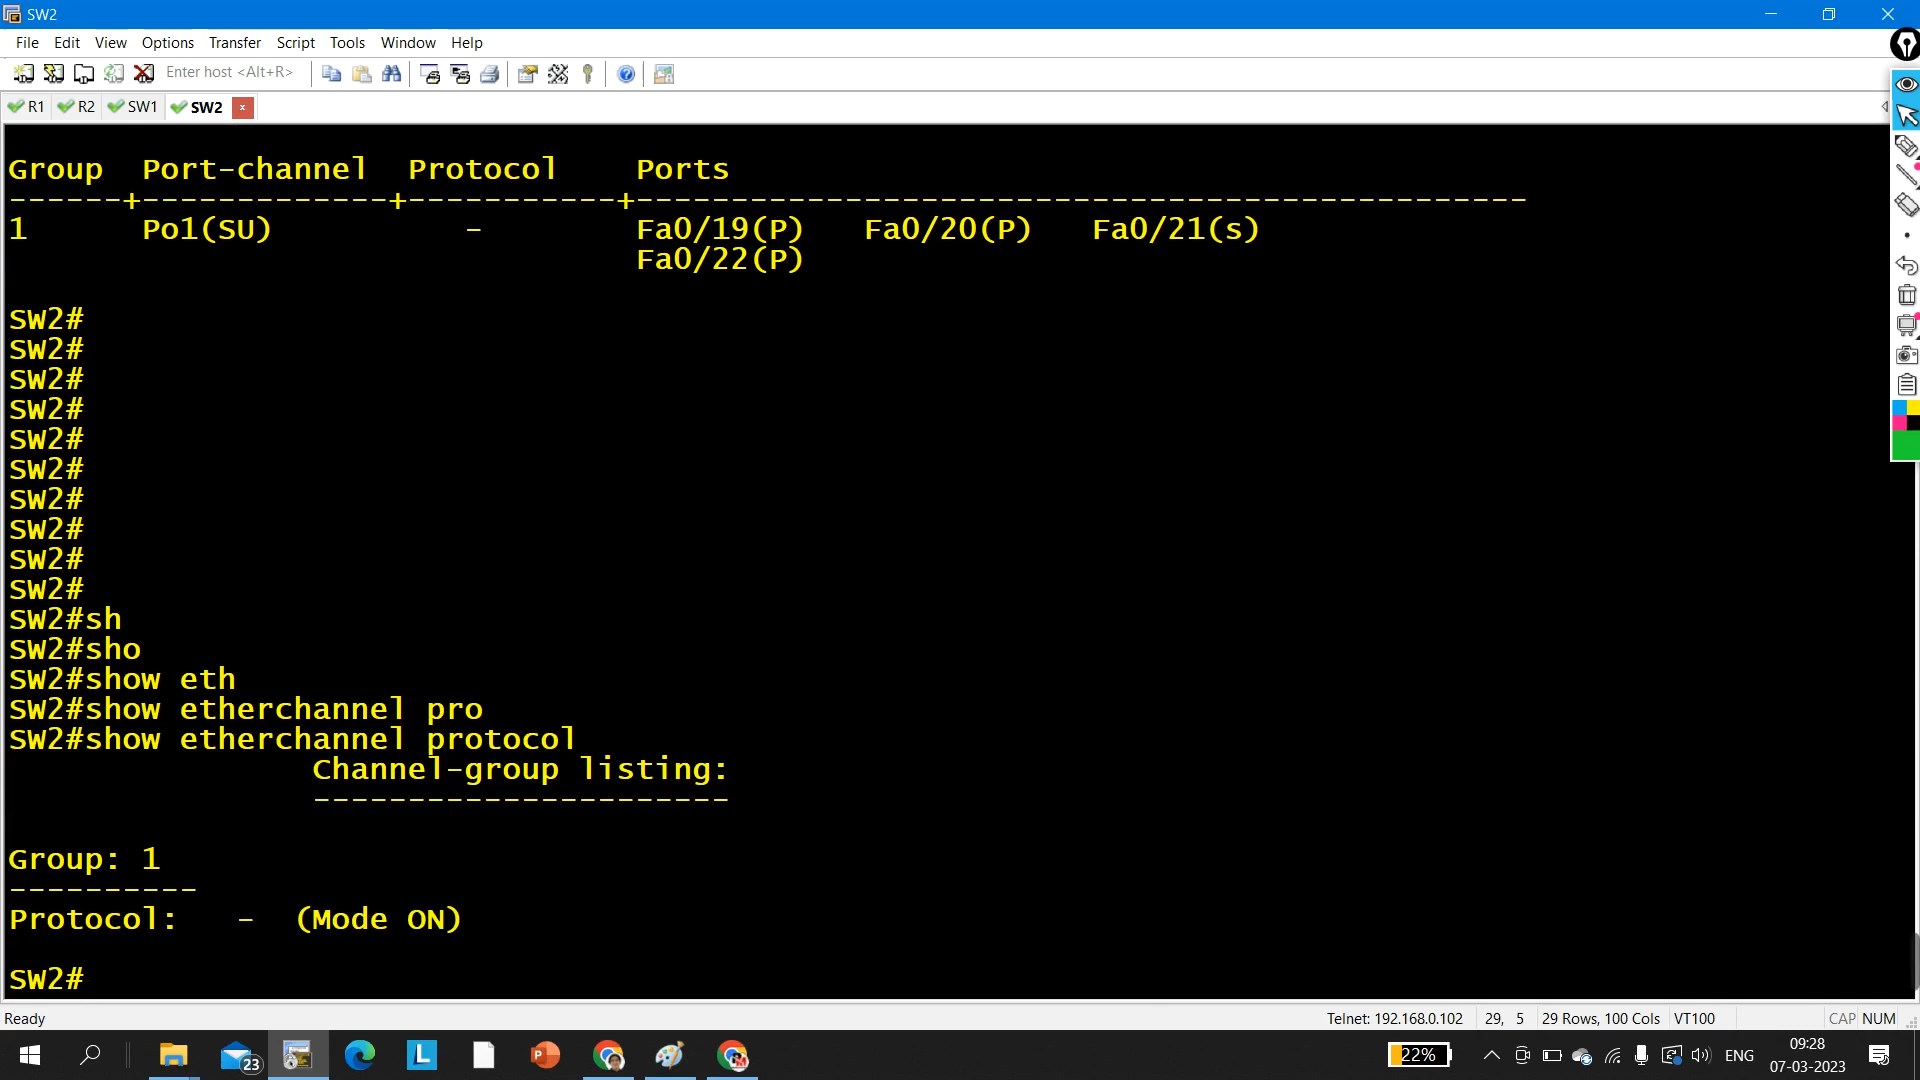 SW2
File Edit View Options Transfer Script Tools Window Help
Enter host <Alt+R>
R1 R2 SW1 SW2 x
Group  Port-channel  Protocol    Ports
------+-------------+-----------+-----------------------------------------------
1      Po1(SU)          -        Fa0/19(P)   Fa0/20(P)   Fa0/21(s)
                                 Fa0/22(P)
SW2#
SW2#
SW2#
SW2#
SW2#
SW2#
SW2#
SW2#
SW2#
SW2#
SW2#sh
SW2#sho
SW2#show eth
SW2#show etherchannel pro
SW2#show etherchannel protocol
                Channel-group listing:
                ----------------------
Group: 1
----------
Protocol:   -  (Mode ON)
SW2#
Ready Telnet: 192.168.0.102 29, 5 29 Rows, 100 Cols VT100 CAP NUM
23 L P 22% ENG 09:28
07-03-2023